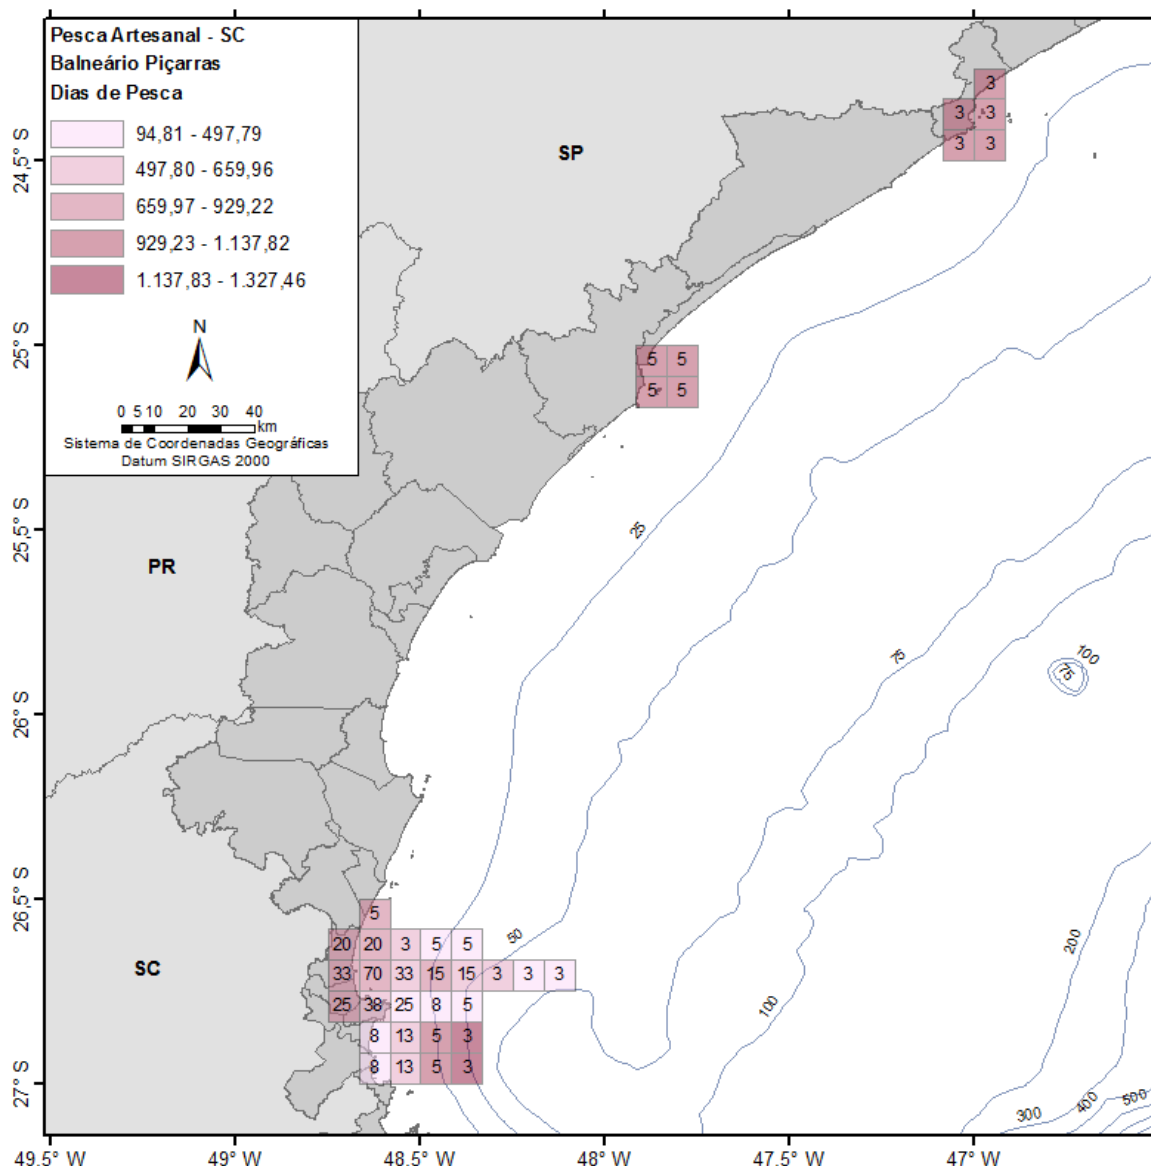 Pesca Artesanal - SC
Balneário Piçarras
Dias de Pesca
94,81 - 497,79
497,80 - 659,96
659,97 - 929,22
929,23 - 1.137,82
1.137,83 - 1.327,46
N
0 5 10 20 30 40
km
Sistema de Coordenadas Geográficas
Datum SIRGAS 2000
SP
PR
SC
3
3 3
3 3
5 5
5 5
25
75
100
75
5
20 20 3 5 5
50
33 70 33 15 15 3 3 3
25 38 25 8 5
8 13 5 3
8 13 5 3
100
200
300
400
500
24,5° S
25° S
25,5° S
26° S
26,5° S
27° S
49.5° W 49° W 48.5° W 48° W 47.5° W 47° W